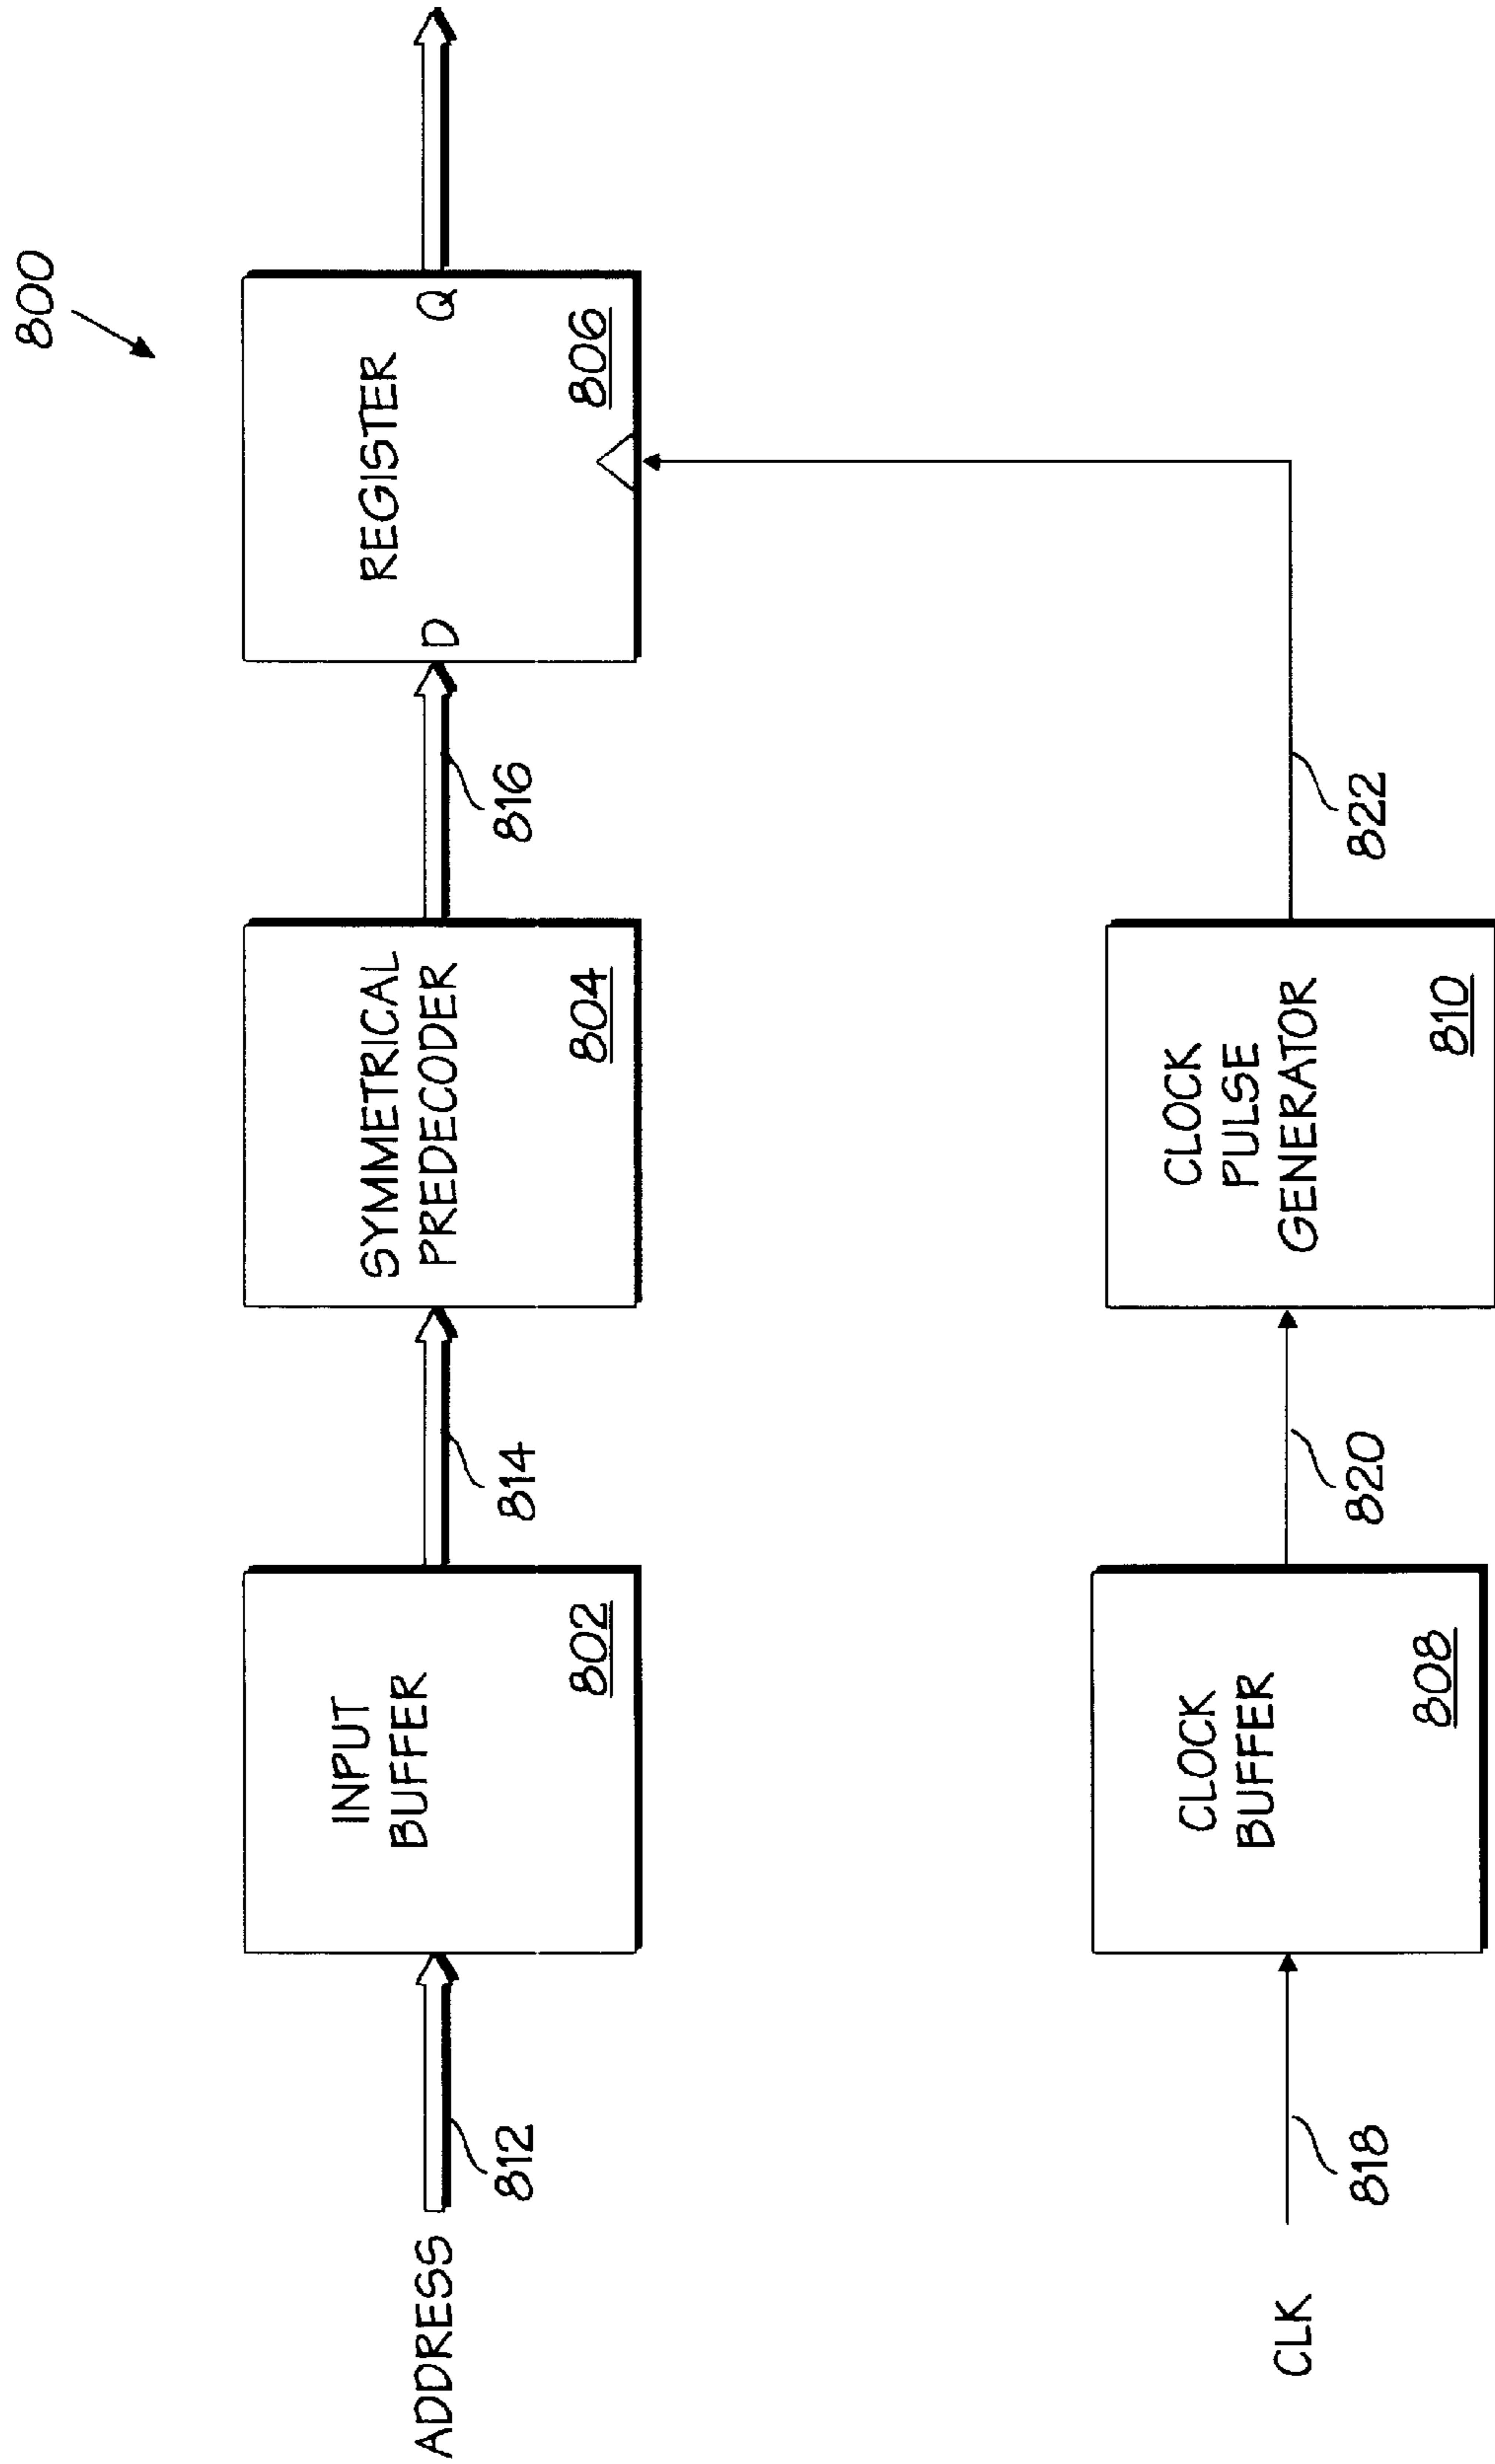 800
ADDRESS
812
INPUT
BUFFER
802
814
SYMMETRICAL
PREDECODER
804
816
D
REGISTER
Q
806
CLK
818
CLOCK
BUFFER
808
820
CLOCK
PULSE
GENERATOR
810
822